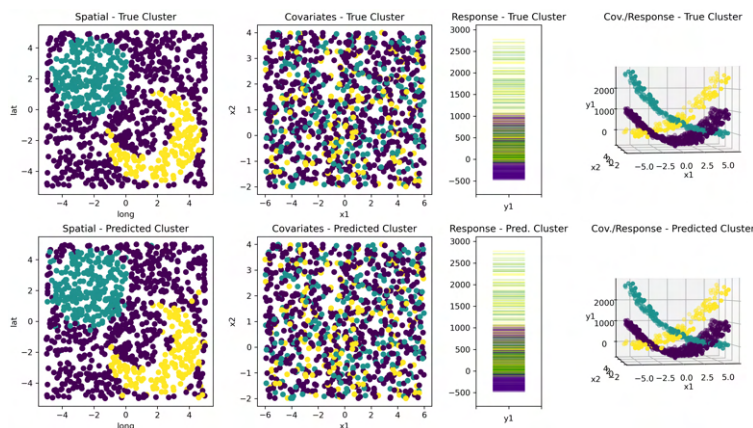 Spatial - True Cluster
Covariates - True Cluster
Response - True Cluster
Cov./Response - True Cluster
lat
4
2
0
−2
−4
−4 −2 0 2 4
long
x2
4
3
2
1
0
−1
−2
−6 −4 −2 0 2 4 6
x1
3000
2500
2000
1500
1000
500
0
−500
y1
y1
2000
1000
0
x2
−2
−5.0 −2.5 0.0 2.5 5.0
x1
Spatial - Predicted Cluster
Covariates - Predicted Cluster
Response - Pred. Cluster
Cov./Response - Predicted Cluster
lat
4
2
0
−2
−4
−4 −2 0 2 4
long
x2
4
3
2
1
0
−1
−2
−6 −4 −2 0 2 4 6
x1
3000
2500
2000
1500
1000
500
0
−500
y1
y1
2000
1000
0
x2
−2
−5.0 −2.5 0.0 2.5 5.0
x1